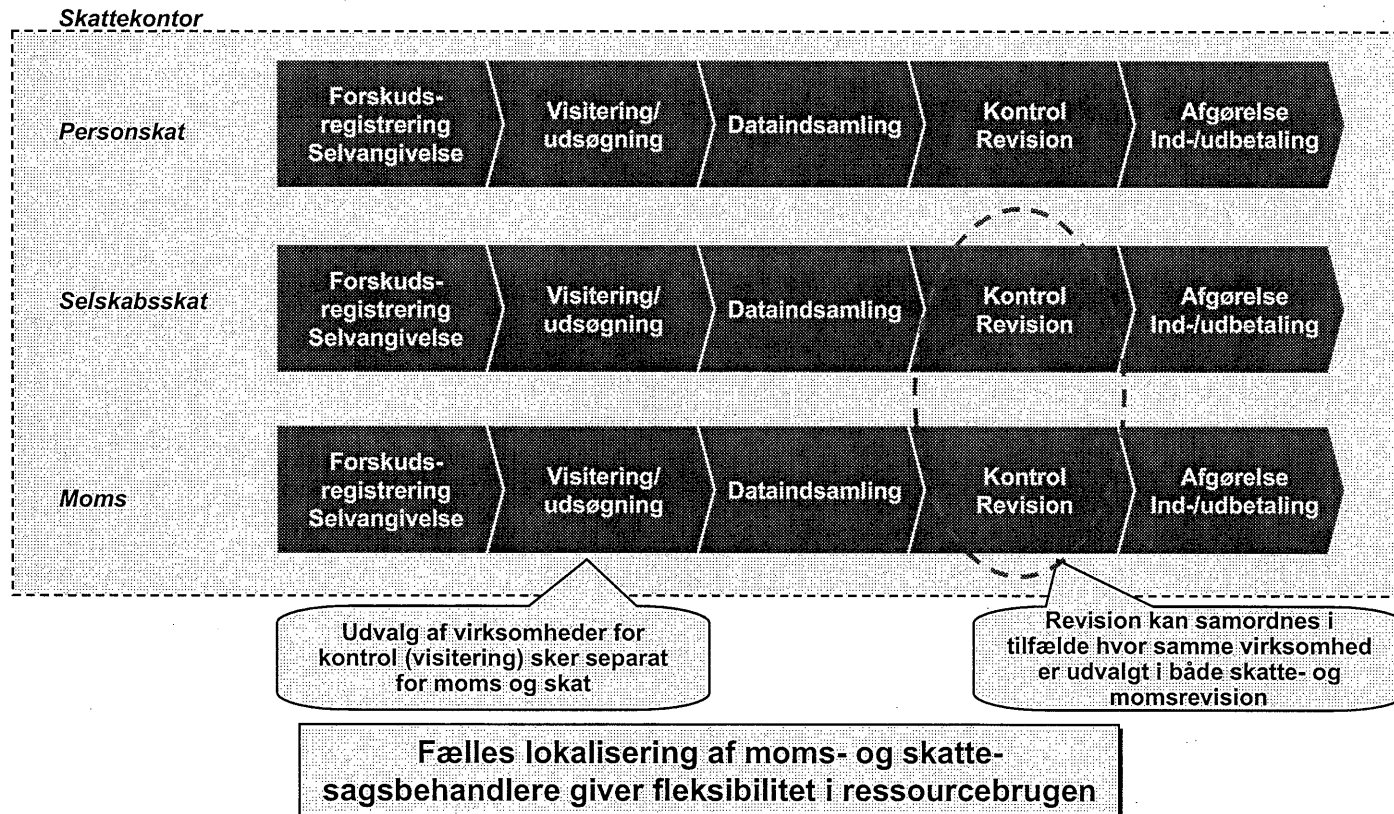 Skattekontor
Personskat
Forskuds-
registrering
Selvangivelse
Visitering/
udsøgning
Dataindsamling
Kontrol
Revision
Afgørelse
Ind-/udbetaling
Selskabsskat
Forskuds-
registrering
Selvangivelse
Visitering/
udsøgning
Dataindsamling
Kontrol
Revision
Afgørelse
Ind-/udbetaling
Moms
Forskuds-
registrering
Selvangivelse
Visitering/
udsøgning
Dataindsamling
Kontrol
Revision
Afgørelse
Ind-/udbetaling
Udvalg af virksomheder for
kontrol (visitering) sker separat
for moms og skat
Revision kan samordnes i
tilfælde hvor samme virksomhed
er udvalgt i både skatte- og
momsrevision
Fælles lokalisering af moms- og skatte-
sagsbehandlere giver fleksibilitet i ressourcebrugen